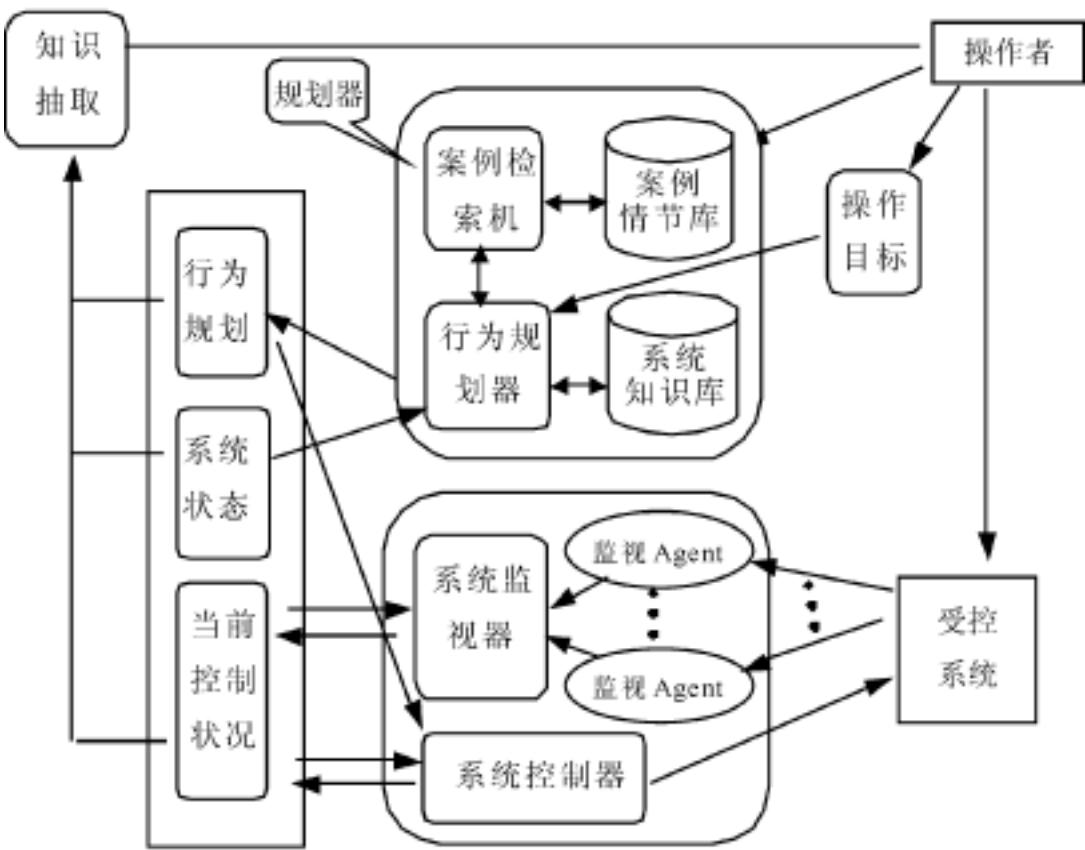 知识
抽取
操作者
规划器
案例检
索机
案例
情节库
操作
目标
行为
规划
行为规
划器
系统
知识库
系统
状态
监视 Agent
系统监
视器
当前
控制
状况
监视 Agent
受控
系统
系统控制器